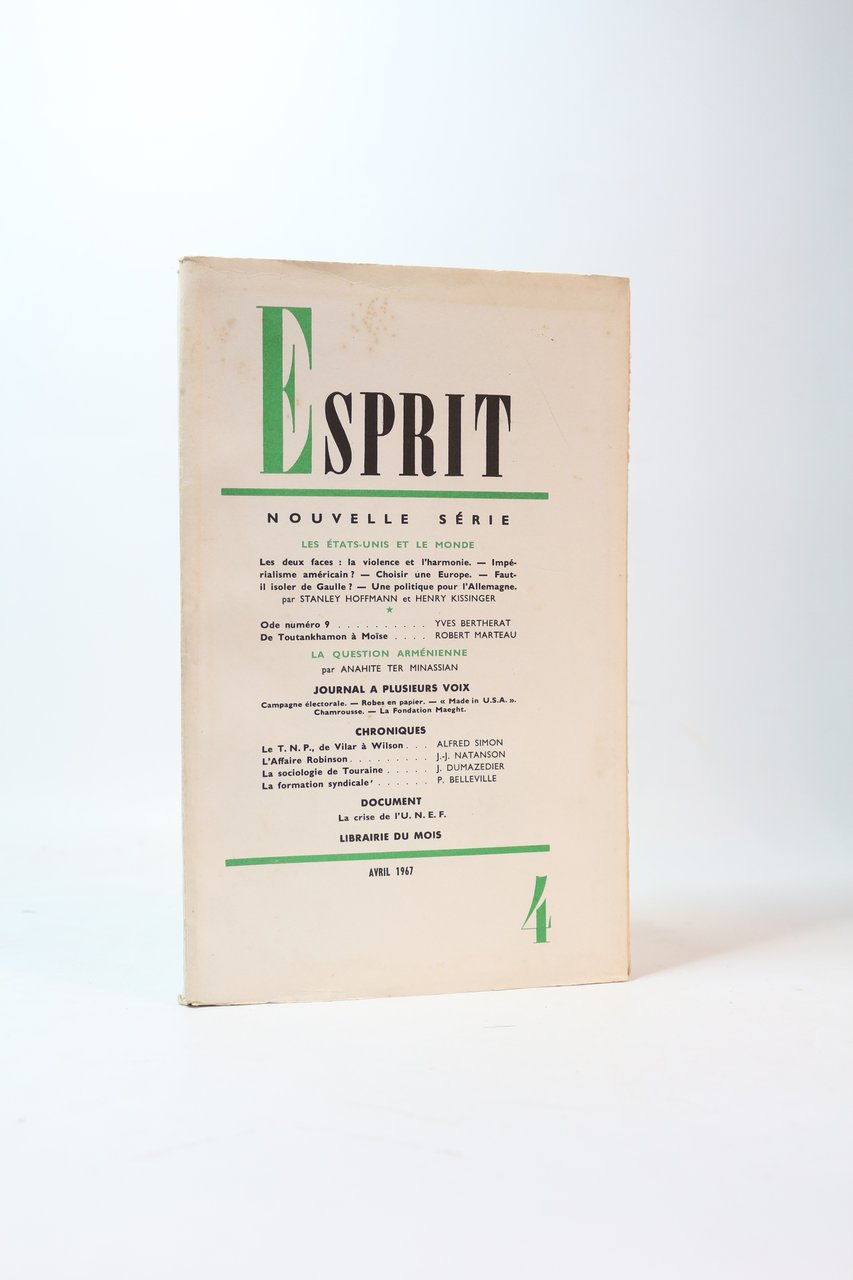 ESPRIT
NOUVELLE SÉRIE
LES ÉTATS-UNIS ET LE MONDE
Les deux faces : la violence et l'harmonie. — Impé-
rialisme américain ? — Choisir une Europe. — Faut-
il isoler de Gaulle ? — Une politique pour l'Allemagne.
par STANLEY HOFFMANN et HENRY KISSINGER
★
Ode numéro 9 . . . . . . . . . . YVES BERTHERAT
De Toutankhamon à Moïse . . . . ROBERT MARTEAU
LA QUESTION ARMÉNIENNE
par ANAHITE TER MINASSIAN
JOURNAL A PLUSIEURS VOIX
Campagne électorale. — Robes en papier. — « Made in U.S.A. ».
Chamrousse. — La Fondation Maeght.
CHRONIQUES
Le T. N. P., de Vilar à Wilson . . . ALFRED SIMON
L'Affaire Robinson . . . . . . . . . J.-J. NATANSON
La sociologie de Touraine . . . . . J. DUMAZEDIER
La formation syndicale . . . . . . P. BELLEVILLE
DOCUMENT
La crise de l'U. N. E. F.
LIBRAIRIE DU MOIS
AVRIL 1967
4